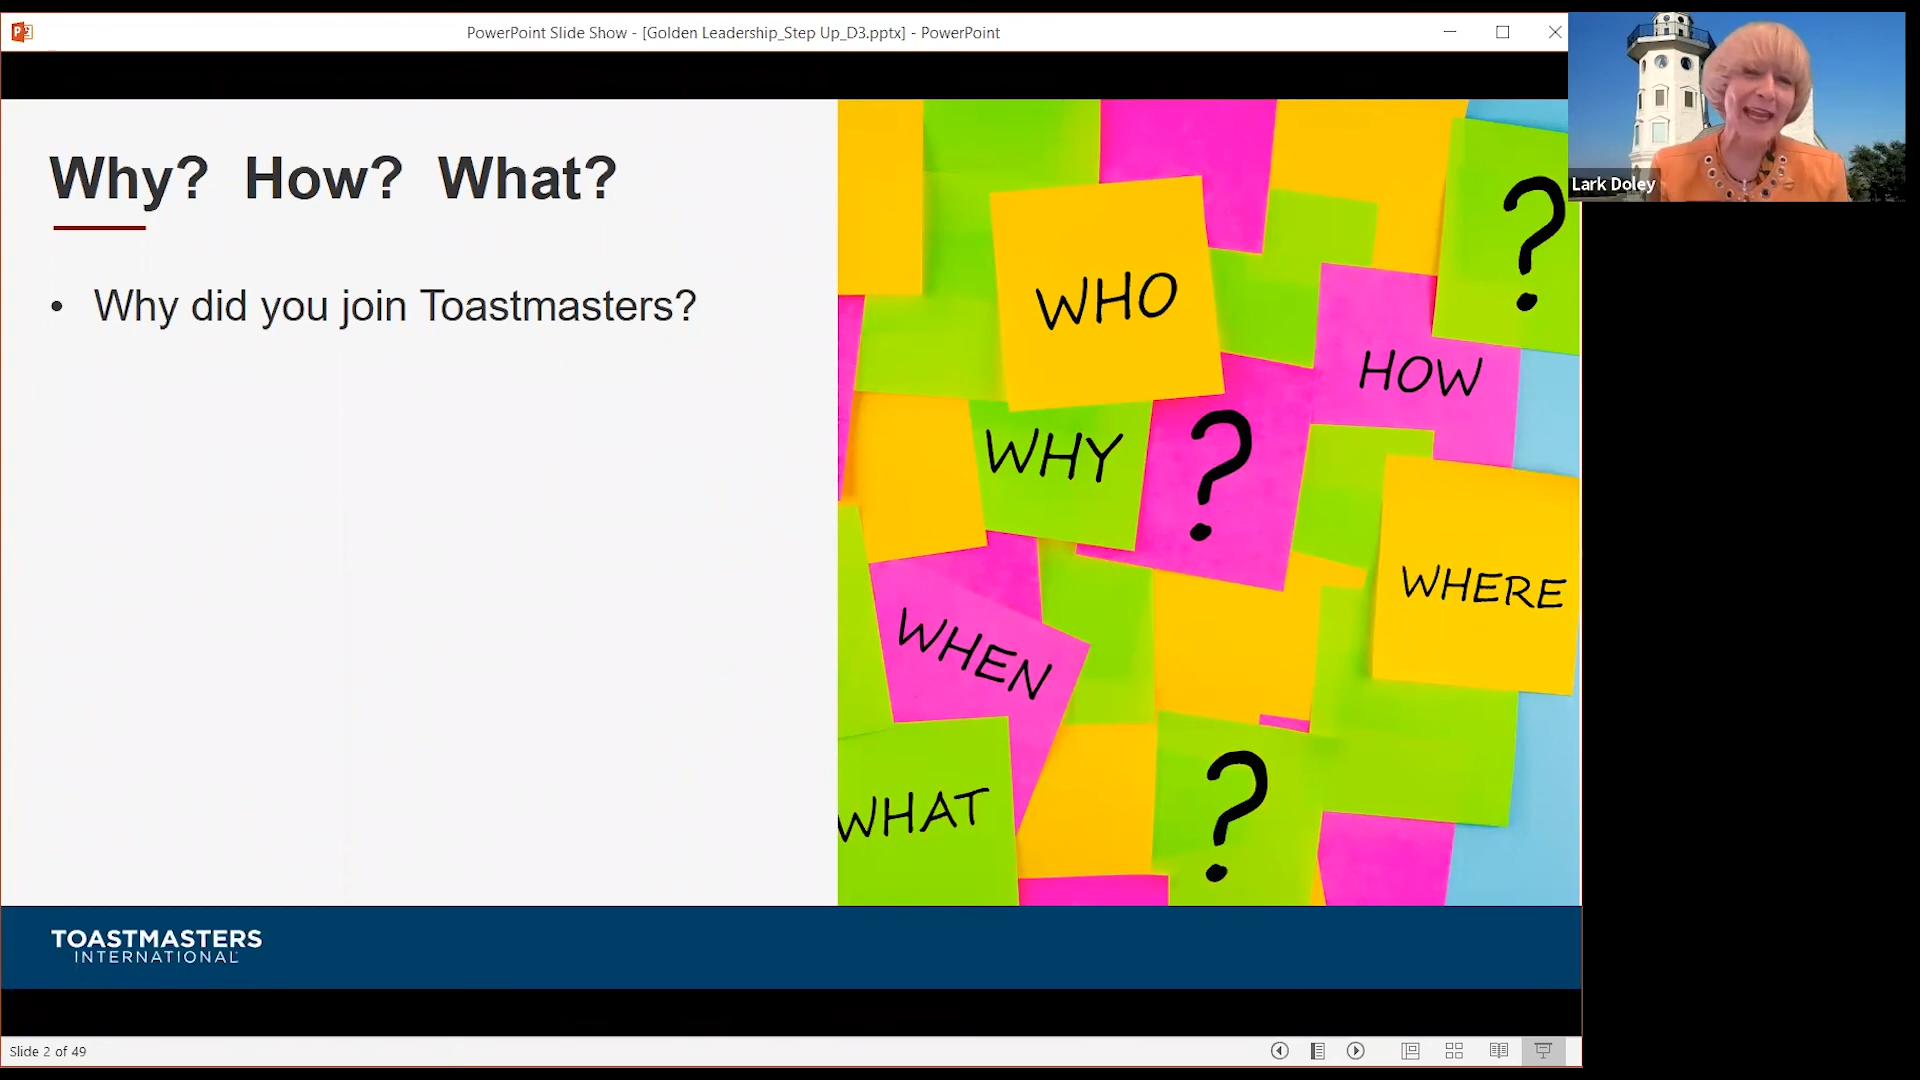 PowerPoint Slide Show - [Golden Leadership_Step Up_D3.pptx] - PowerPoint
Lark Doley
Why? How? What?
• Why did you join Toastmasters?
WHO
?
HOW
WHY
?
WHERE
WHEN
WHAT
?
TOASTMASTERS
INTERNATIONAL
Slide 2 of 49